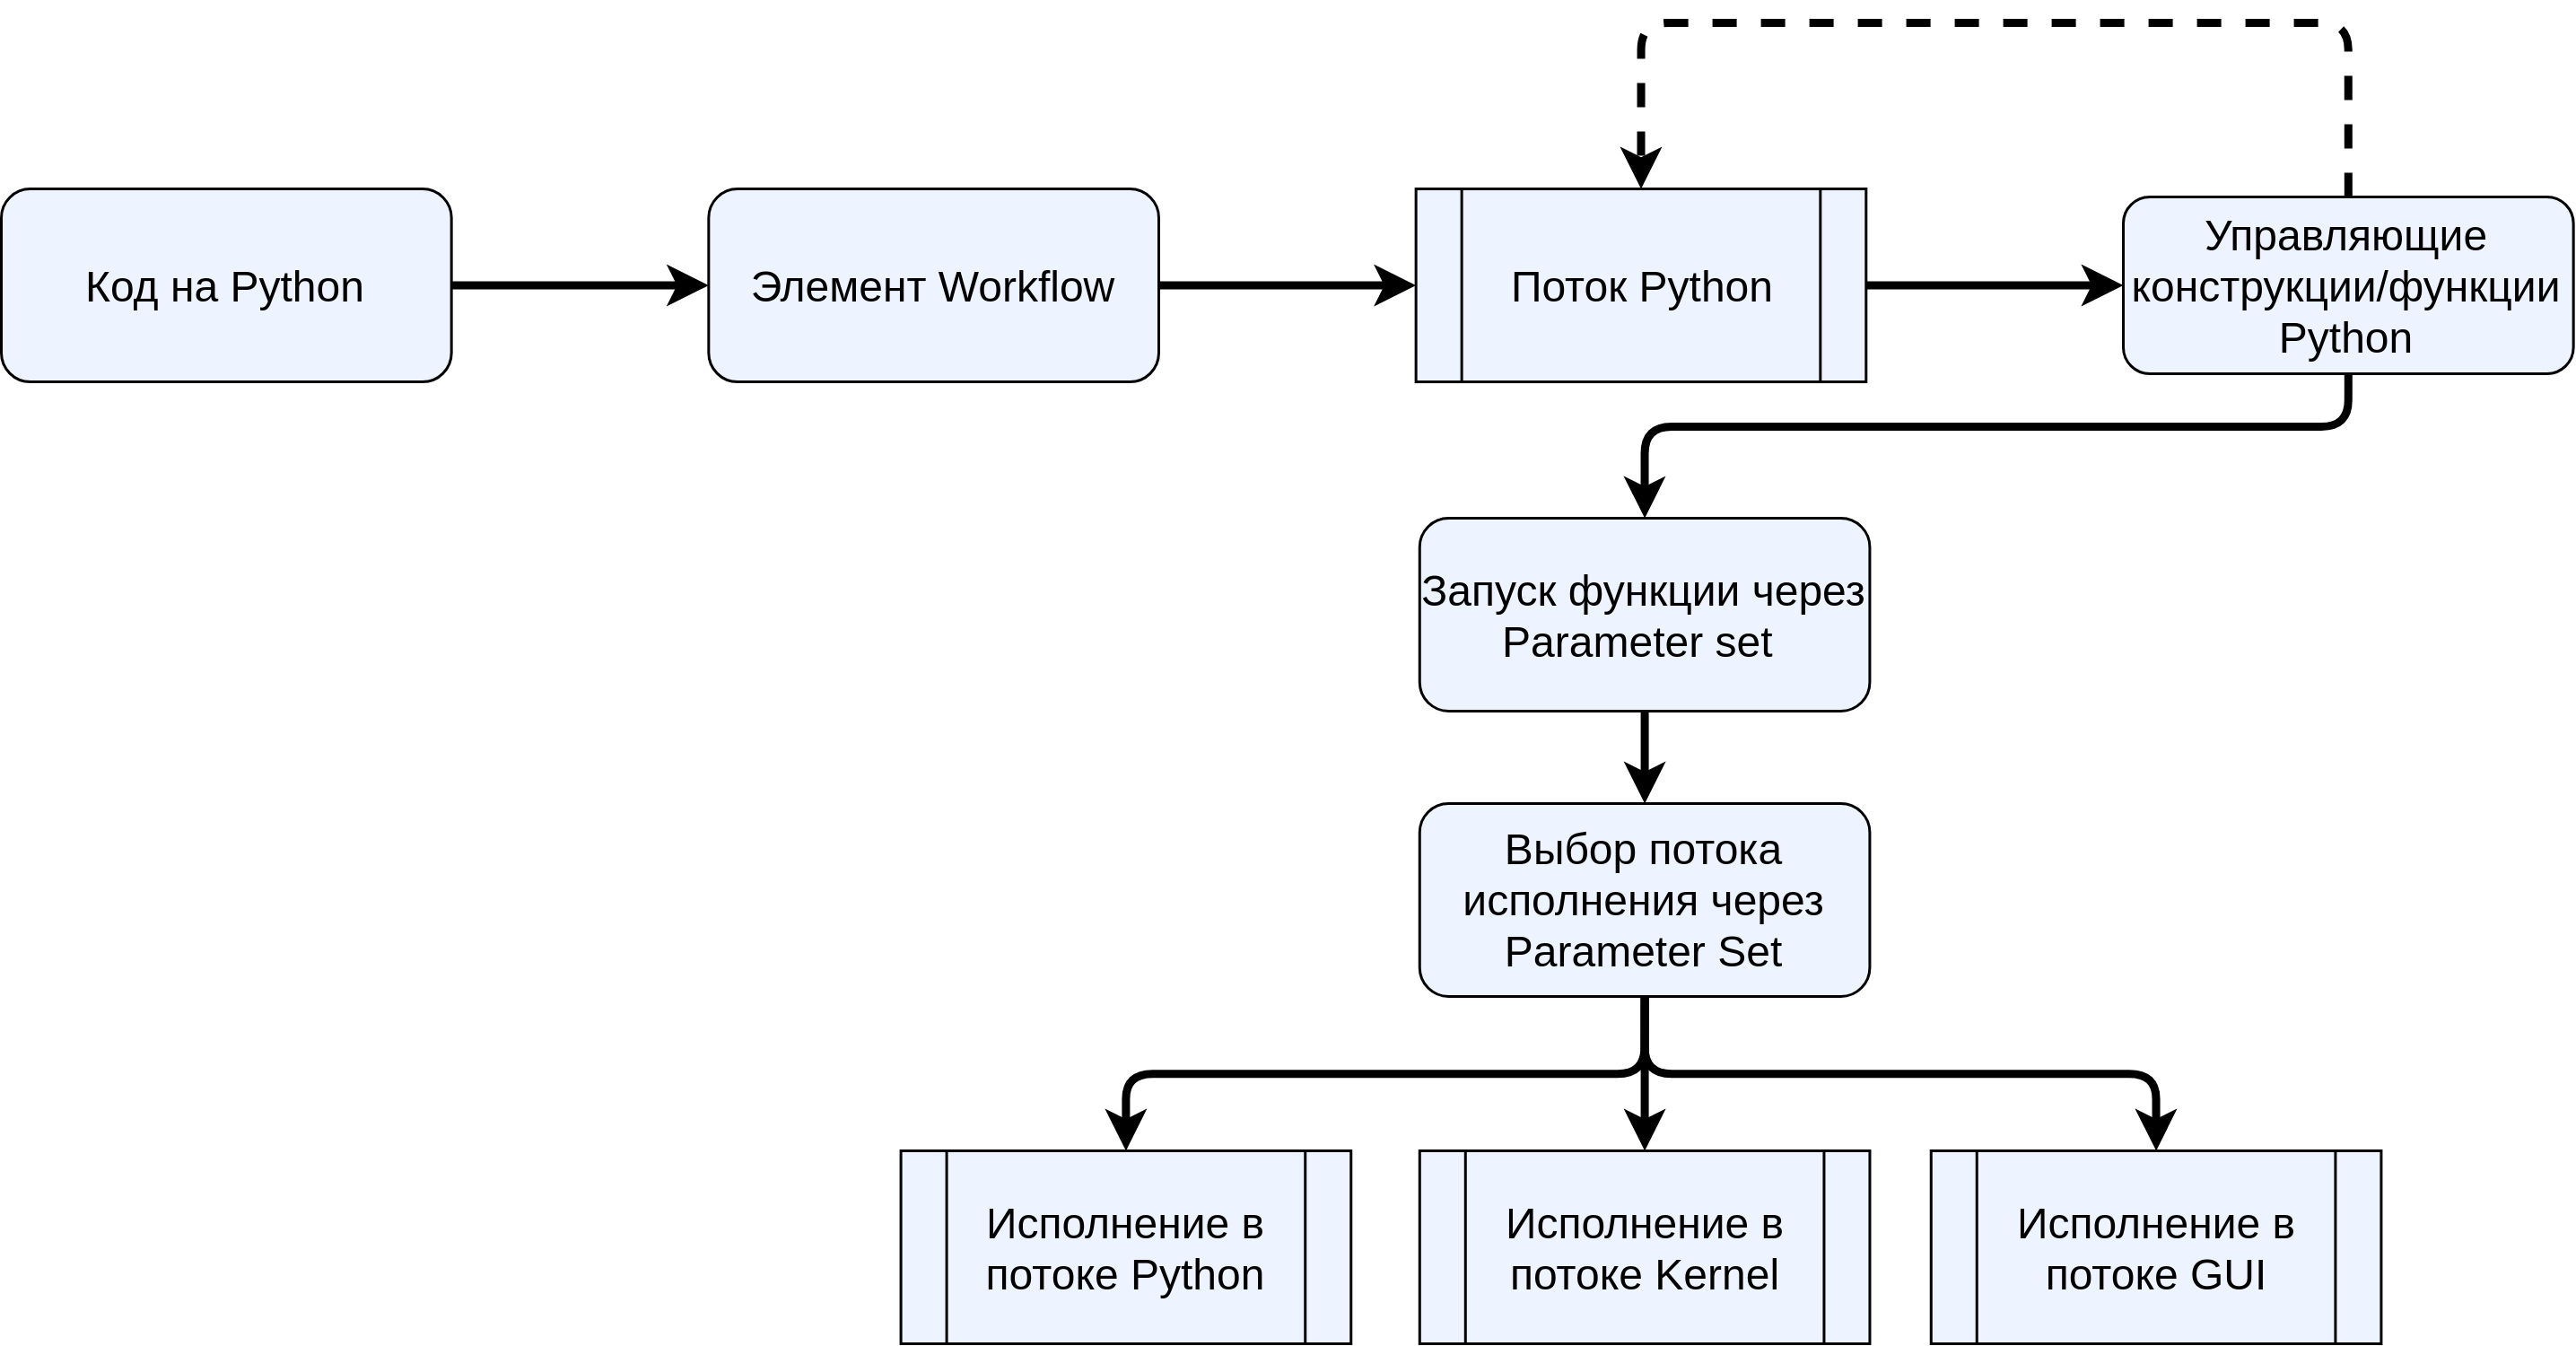 Код на Python
Элемент Workflow
Поток Python
Управляющие
конструкции/функции
Python
Запуск функции через
Parameter set
Выбор потока
исполнения через
Parameter Set
Исполнение в
потоке Python
Исполнение в
потоке Kernel
Исполнение в
потоке GUI